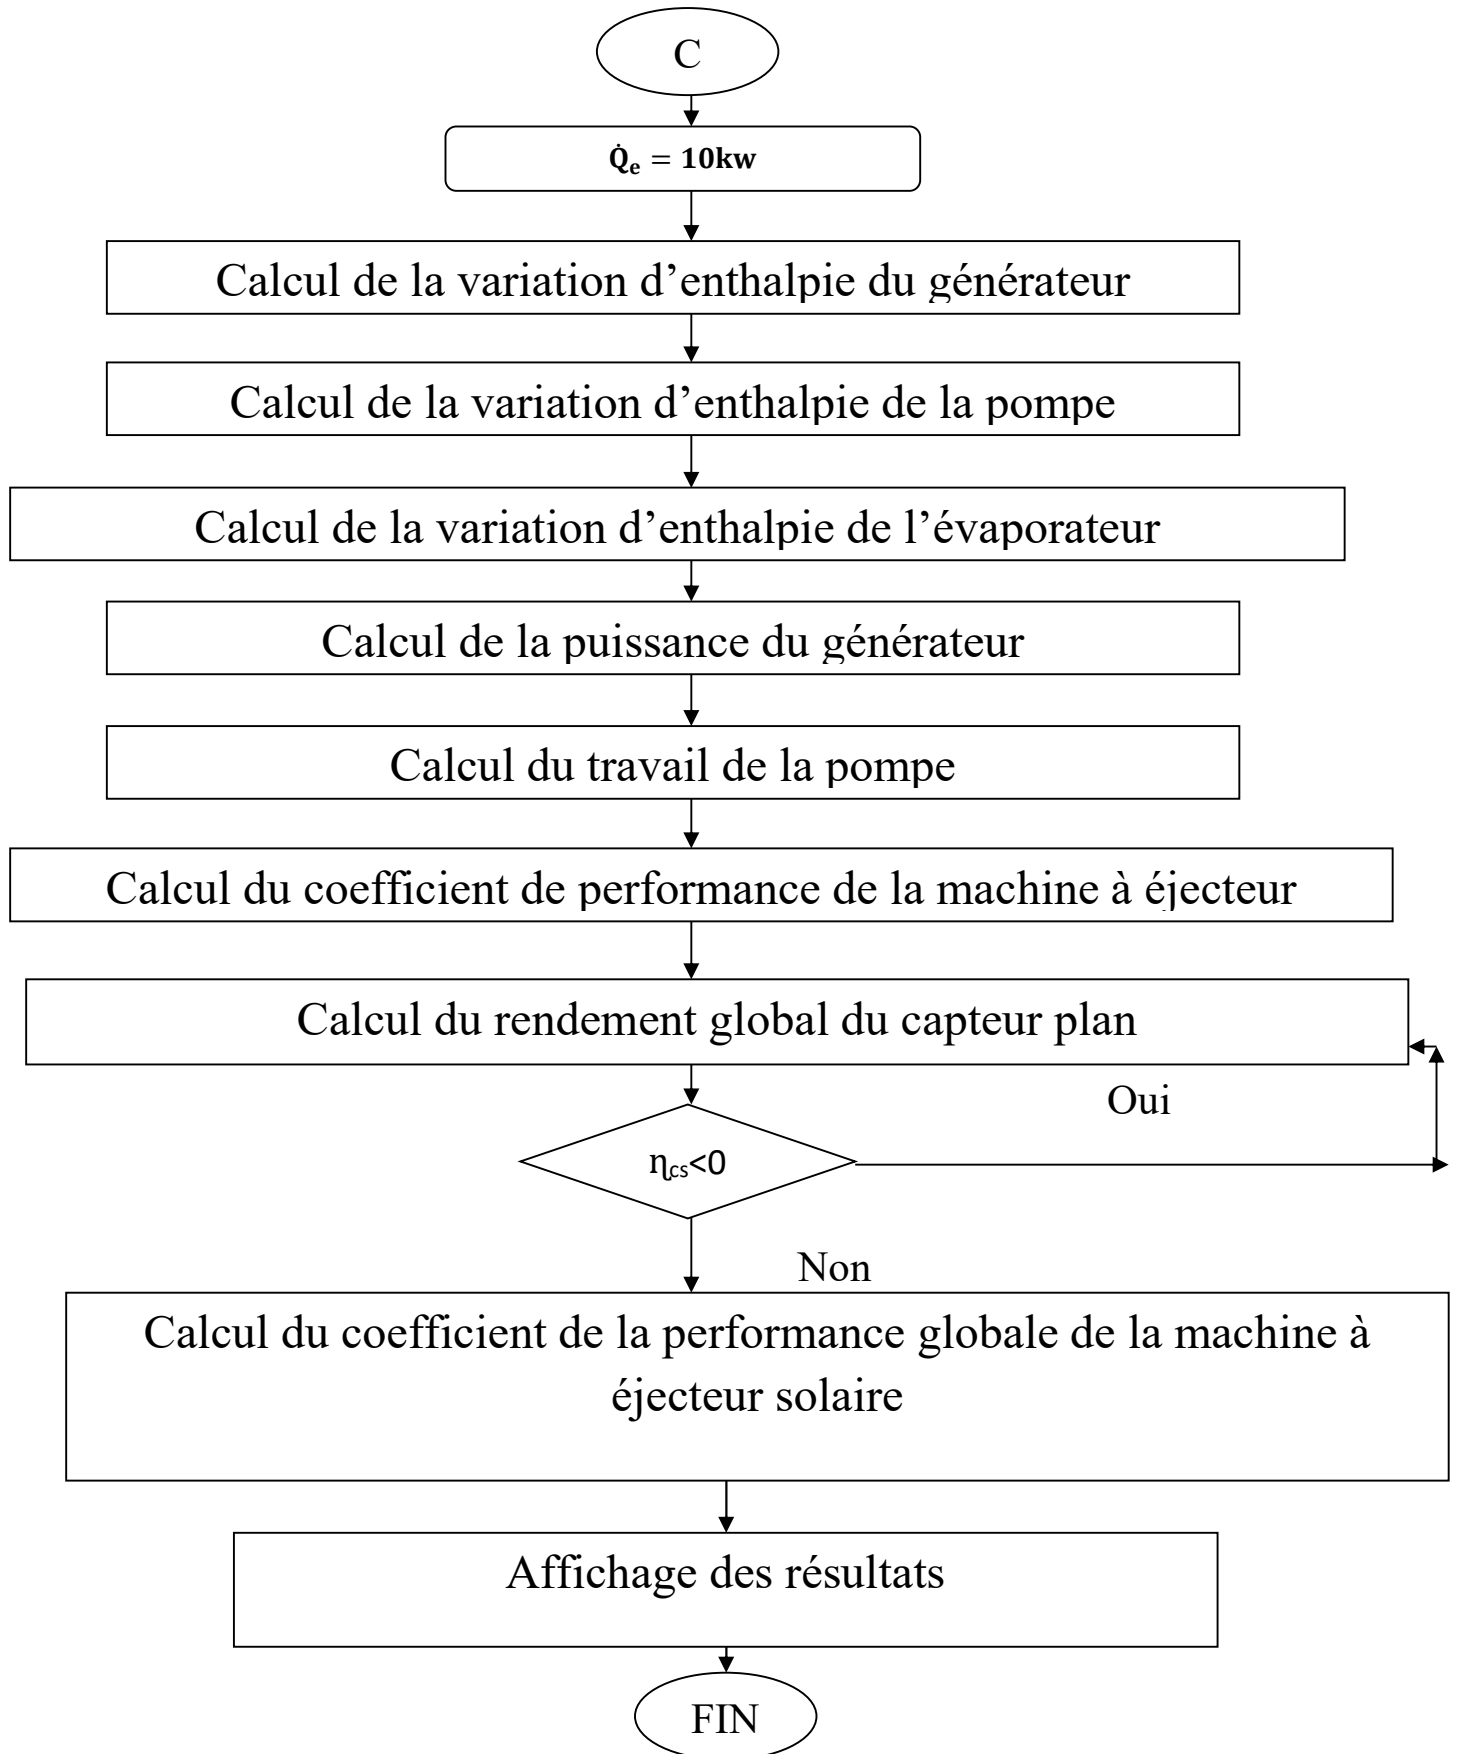 C
Q̇e = 10kw
Calcul de la variation d’enthalpie du générateur
Calcul de la variation d’enthalpie de la pompe
Calcul de la variation d’enthalpie de l’évaporateur
Calcul de la puissance du générateur
Calcul du travail de la pompe
Calcul du coefficient de performance de la machine à éjecteur
Calcul du rendement global du capteur plan
Oui
ηcs<0
Non
Calcul du coefficient de la performance globale de la machine à
éjecteur solaire
Affichage des résultats
FIN